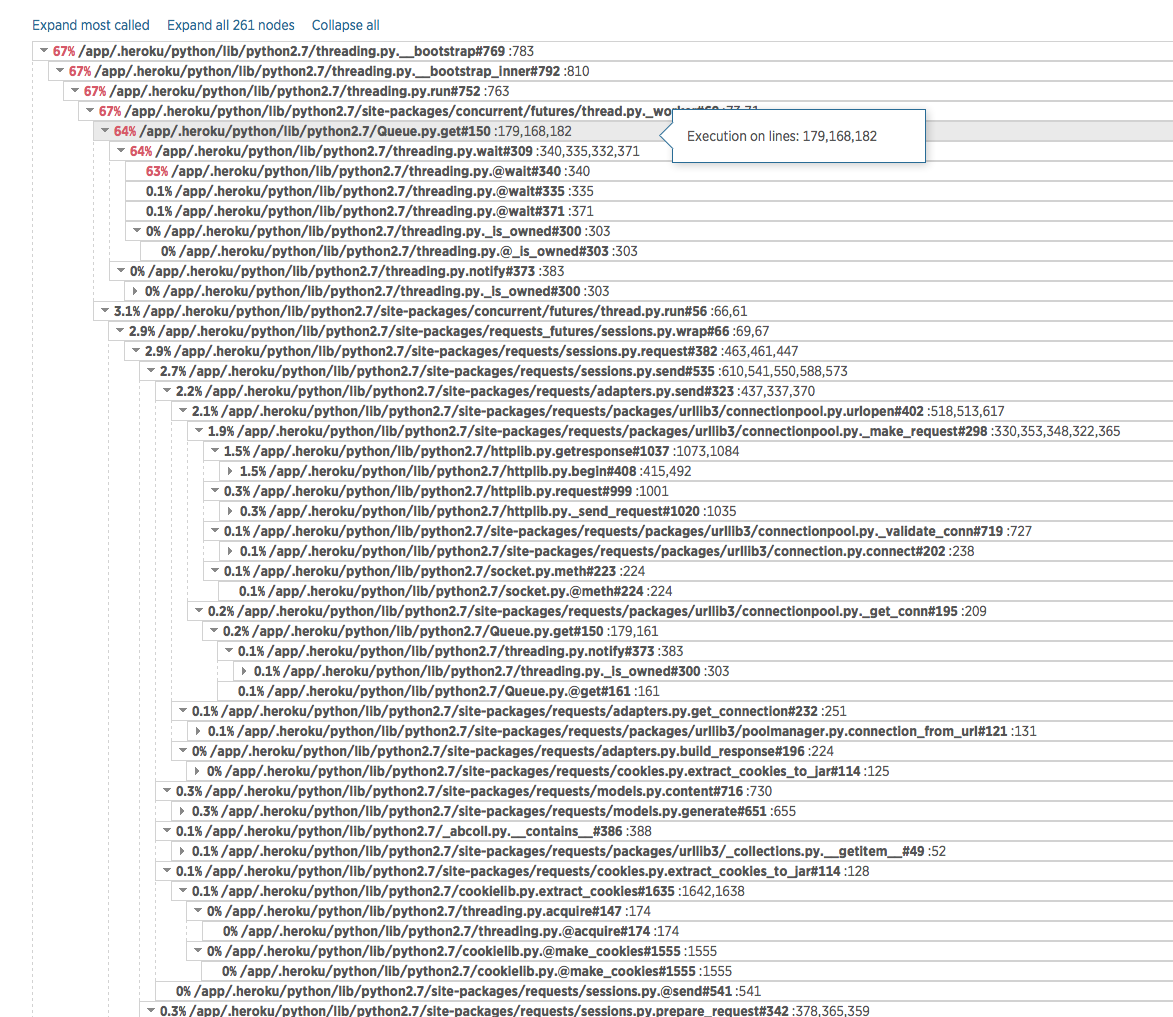 Expand most called Expand all 261 nodes Collapse all
67% /app/.heroku/python/lib/python2.7/threading.py.__bootstrap#769 :783
67% /app/.heroku/python/lib/python2.7/threading.py.__bootstrap_inner#792 :810
67% /app/.heroku/python/lib/python2.7/threading.py.run#752 :763
67% /app/.heroku/python/lib/python2.7/site-packages/concurrent/futures/thread.py.
64% /app/.heroku/python/lib/python2.7/Queue.py.get#150 :179,168,182
Execution on lines: 179,168,182
64% /app/.heroku/python/lib/python2.7/threading.py.wait#309 :340,335,332,371
63% /app/.heroku/python/lib/python2.7/threading.py.@wait#340 :340
0.1% /app/.heroku/python/lib/python2.7/threading.py.@wait#335 :335
0.1% /app/.heroku/python/lib/python2.7/threading.py.@wait#371 :371
0% /app/.heroku/python/lib/python2.7/threading.py._is_owned#300 :303
0% /app/.heroku/python/lib/python2.7/threading.py.@_is_owned#303 :303
0% /app/.heroku/python/lib/python2.7/threading.py.notify#373 :383
0% /app/.heroku/python/lib/python2.7/threading.py._is_owned#300 :303
3.1% /app/.heroku/python/lib/python2.7/site-packages/concurrent/futures/thread.py.run#56 :66,61
2.9% /app/.heroku/python/lib/python2.7/site-packages/requests_futures/sessions.py.wrap#66 :69,67
2.9% /app/.heroku/python/lib/python2.7/site-packages/requests/sessions.py.request#382 :463,461,447
2.7% /app/.heroku/python/lib/python2.7/site-packages/requests/sessions.py.send#535 :610,541,550,588,573
2.2% /app/.heroku/python/lib/python2.7/site-packages/requests/adapters.py.send#323 :437,337,370
2.1% /app/.heroku/python/lib/python2.7/site-packages/requests/packages/urllib3/connectionpool.py.urlopen#402 :518,513,617
1.9% /app/.heroku/python/lib/python2.7/site-packages/requests/packages/urllib3/connectionpool.py._make_request#298 :330,353,348,322,365
1.5% /app/.heroku/python/lib/python2.7/httplib.py.getresponse#1037 :1073,1084
1.5% /app/.heroku/python/lib/python2.7/httplib.py.begin#408 :415,492
0.3% /app/.heroku/python/lib/python2.7/httplib.py.request#999 :1001
0.3% /app/.heroku/python/lib/python2.7/httplib.py._send_request#1020 :1035
0.1% /app/.heroku/python/lib/python2.7/site-packages/requests/packages/urllib3/connectionpool.py._validate_conn#719 :727
0.1% /app/.heroku/python/lib/python2.7/site-packages/requests/packages/urllib3/connection.py.connect#202 :238
0.1% /app/.heroku/python/lib/python2.7/socket.py.meth#223 :224
0.1% /app/.heroku/python/lib/python2.7/socket.py.@meth#224 :224
0.2% /app/.heroku/python/lib/python2.7/site-packages/requests/packages/urllib3/connectionpool.py._get_conn#195 :209
0.2% /app/.heroku/python/lib/python2.7/Queue.py.get#150 :179,161
0.1% /app/.heroku/python/lib/python2.7/threading.py.notify#373 :383
0.1% /app/.heroku/python/lib/python2.7/threading.py._is_owned#300 :303
0.1% /app/.heroku/python/lib/python2.7/Queue.py.@get#161 :161
0.1% /app/.heroku/python/lib/python2.7/site-packages/requests/adapters.py.get_connection#232 :251
0.1% /app/.heroku/python/lib/python2.7/site-packages/requests/packages/urllib3/poolmanager.py.connection_from_url#121 :131
0% /app/.heroku/python/lib/python2.7/site-packages/requests/adapters.py.build_response#196 :224
0% /app/.heroku/python/lib/python2.7/site-packages/requests/cookies.py.extract_cookies_to_jar#114 :125
0.3% /app/.heroku/python/lib/python2.7/site-packages/requests/models.py.content#716 :730
0.3% /app/.heroku/python/lib/python2.7/site-packages/requests/models.py.generate#651 :655
0.1% /app/.heroku/python/lib/python2.7/_abcoll.py.__contains__#386 :388
0.1% /app/.heroku/python/lib/python2.7/site-packages/requests/packages/urllib3/_collections.py.__getitem__#49 :52
0.1% /app/.heroku/python/lib/python2.7/site-packages/requests/cookies.py.extract_cookies_to_jar#114 :128
0.1% /app/.heroku/python/lib/python2.7/cookielib.py.extract_cookies#1635 :1642,1638
0% /app/.heroku/python/lib/python2.7/threading.py.acquire#147 :174
0% /app/.heroku/python/lib/python2.7/threading.py.@acquire#174 :174
0% /app/.heroku/python/lib/python2.7/cookielib.py.@make_cookies#1555 :1555
0% /app/.heroku/python/lib/python2.7/cookielib.py.@make_cookies#1555 :1555
0% /app/.heroku/python/lib/python2.7/site-packages/requests/sessions.py.@send#541 :541
0.3% /app/.heroku/python/lib/python2.7/site-packages/requests/sessions.py.prepare_request#342 :378,365,359